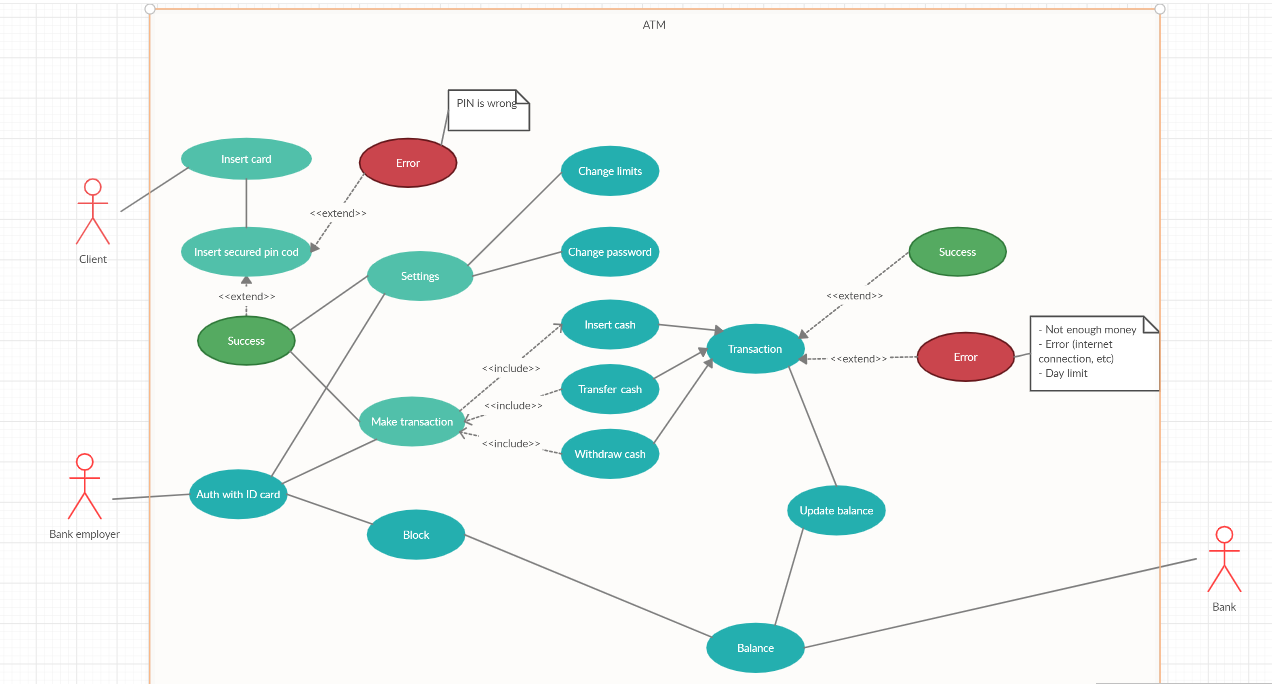 ATM
PIN is wrong
Insert card
Error
Change limits
<<extend>>
Client
Insert secured pin cod
Settings
Change password
Success
<<extend>>
<<extend>>
Success
Insert cash
Transaction
- Not enough money
- Error (internet
connection, etc)
- Day limit
Error
<<extend>>
<<include>>
Transfer cash
<<include>>
Make transaction
<<include>>
Withdraw cash
Auth with ID card
Bank employer
Block
Update balance
Bank
Balance